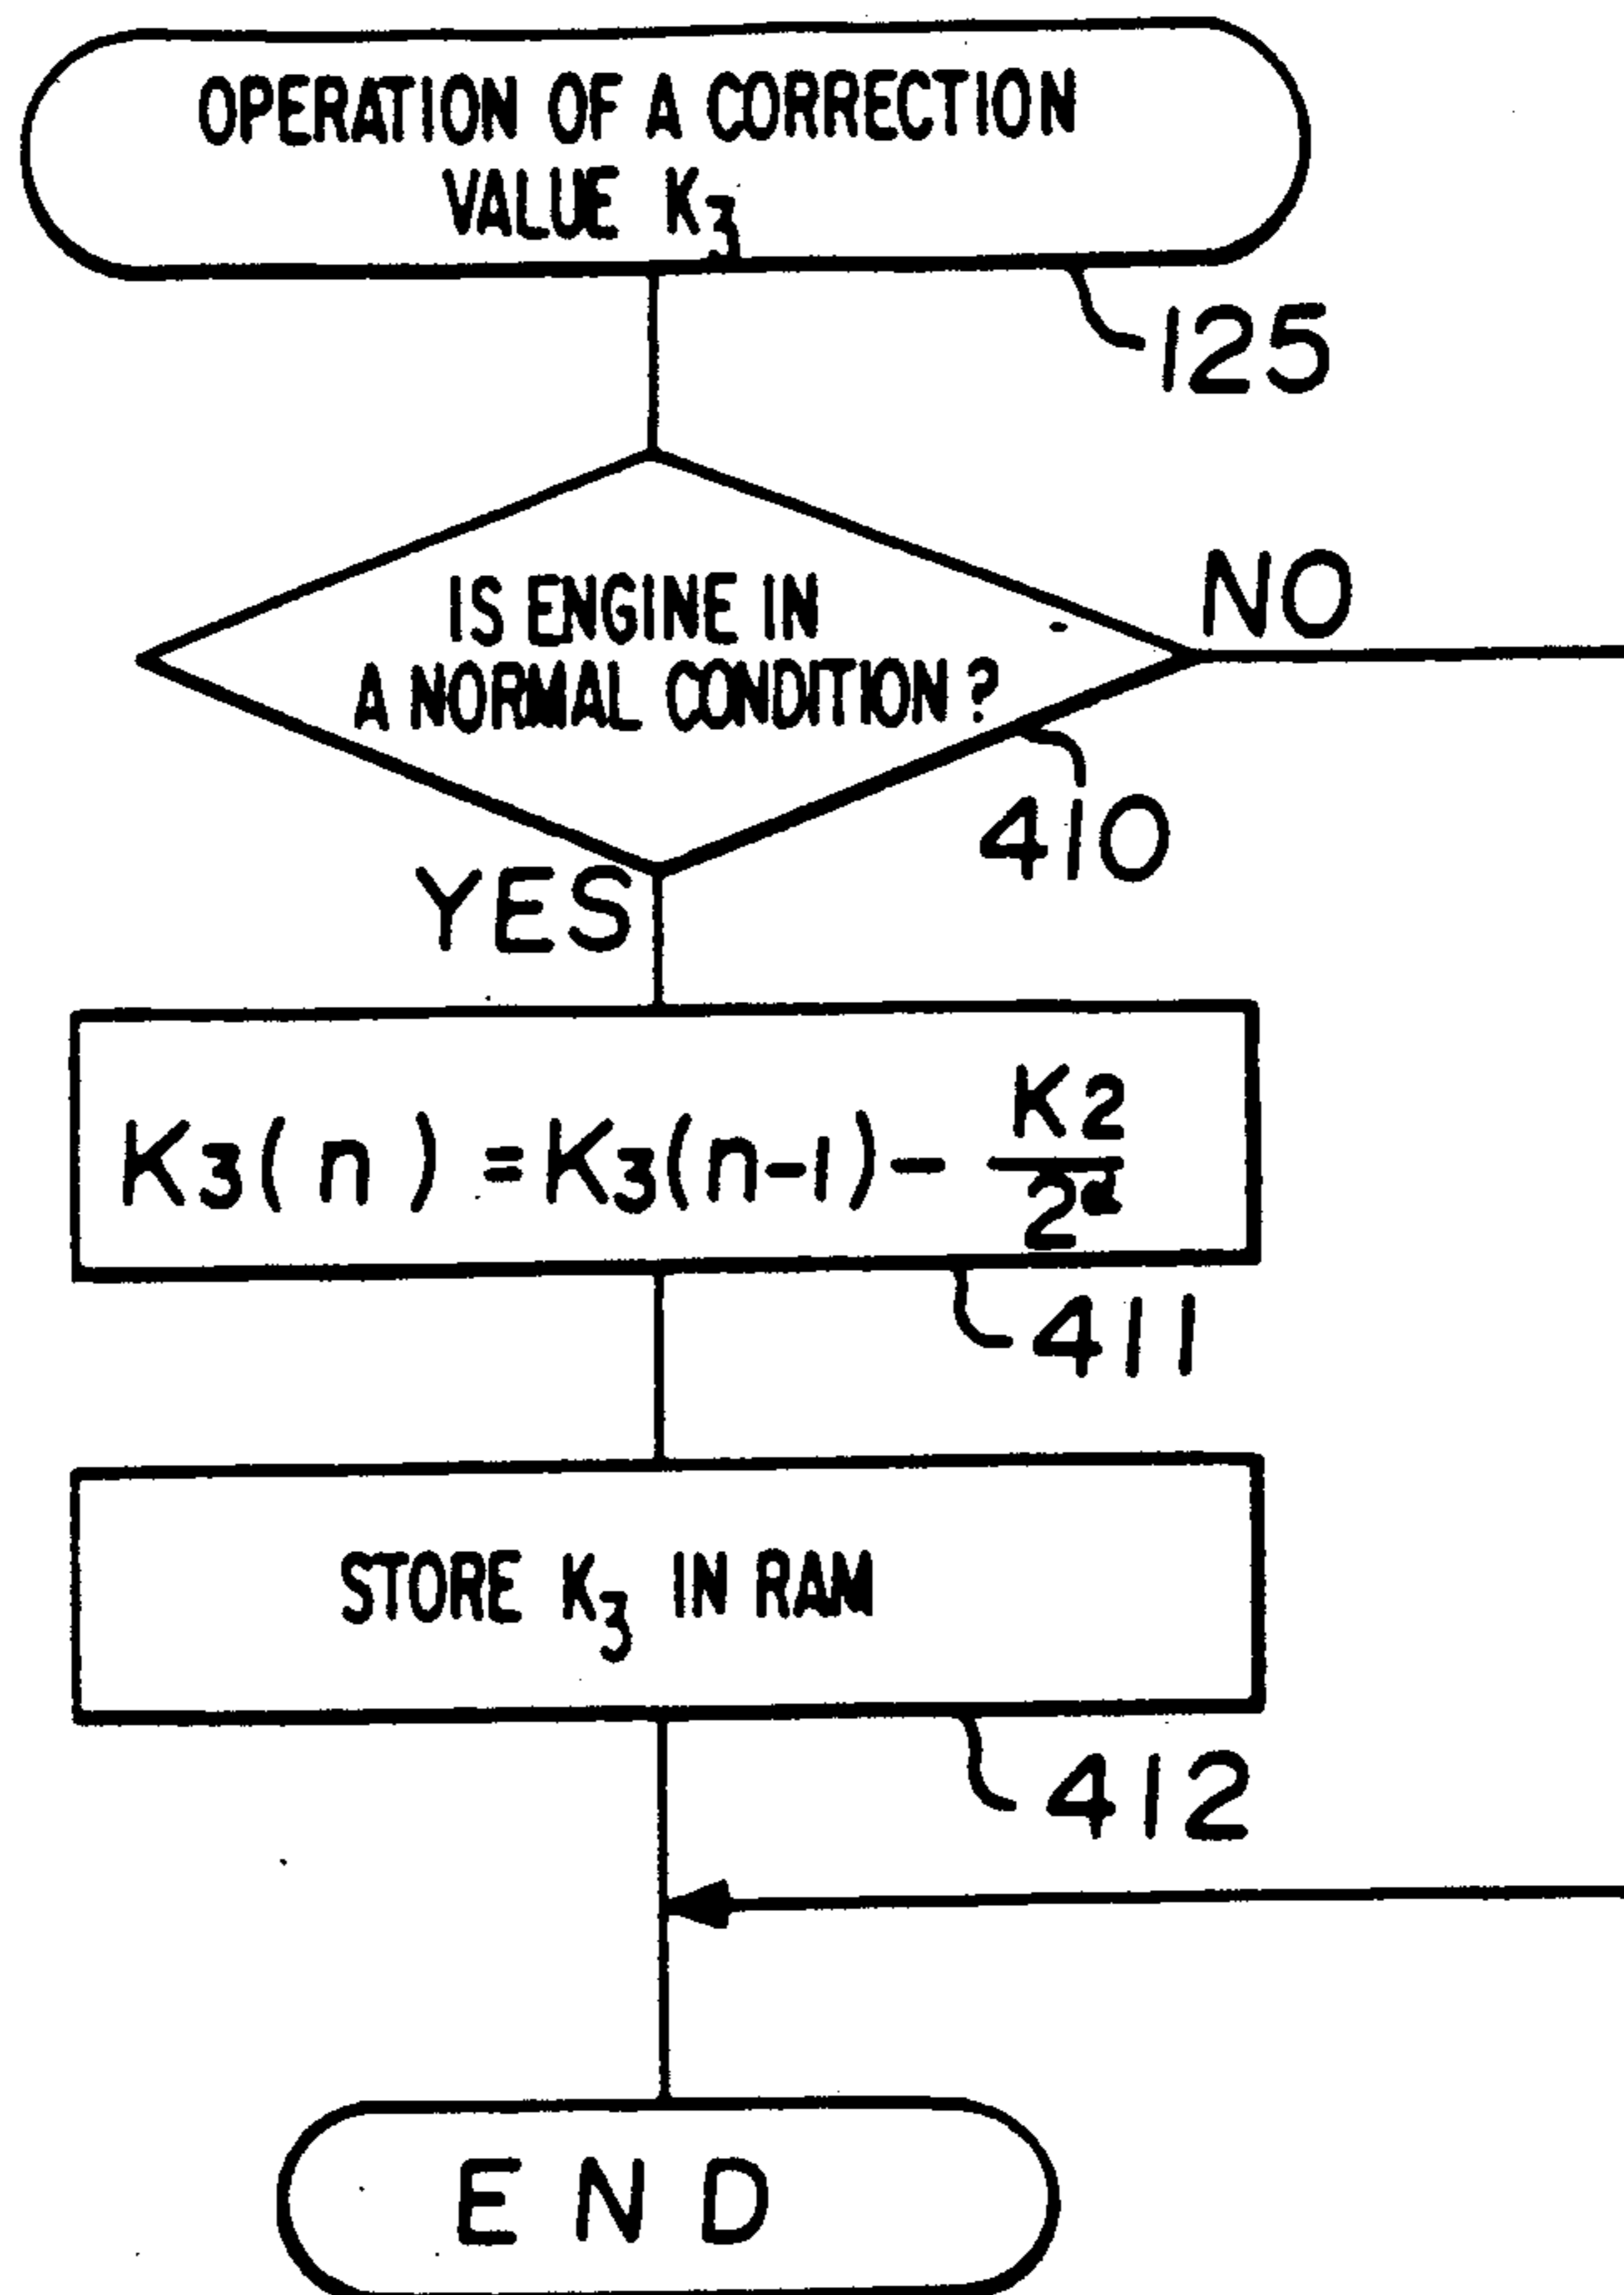 OPERATION OF A CORRECTION
VALUE K₃
125
IS ENGINE IN
A NORMAL CONDITION?
NO
410
YES
K3(n) = K3(n-1) - K2/2^α
411
STORE K₃ IN RAM
412
END